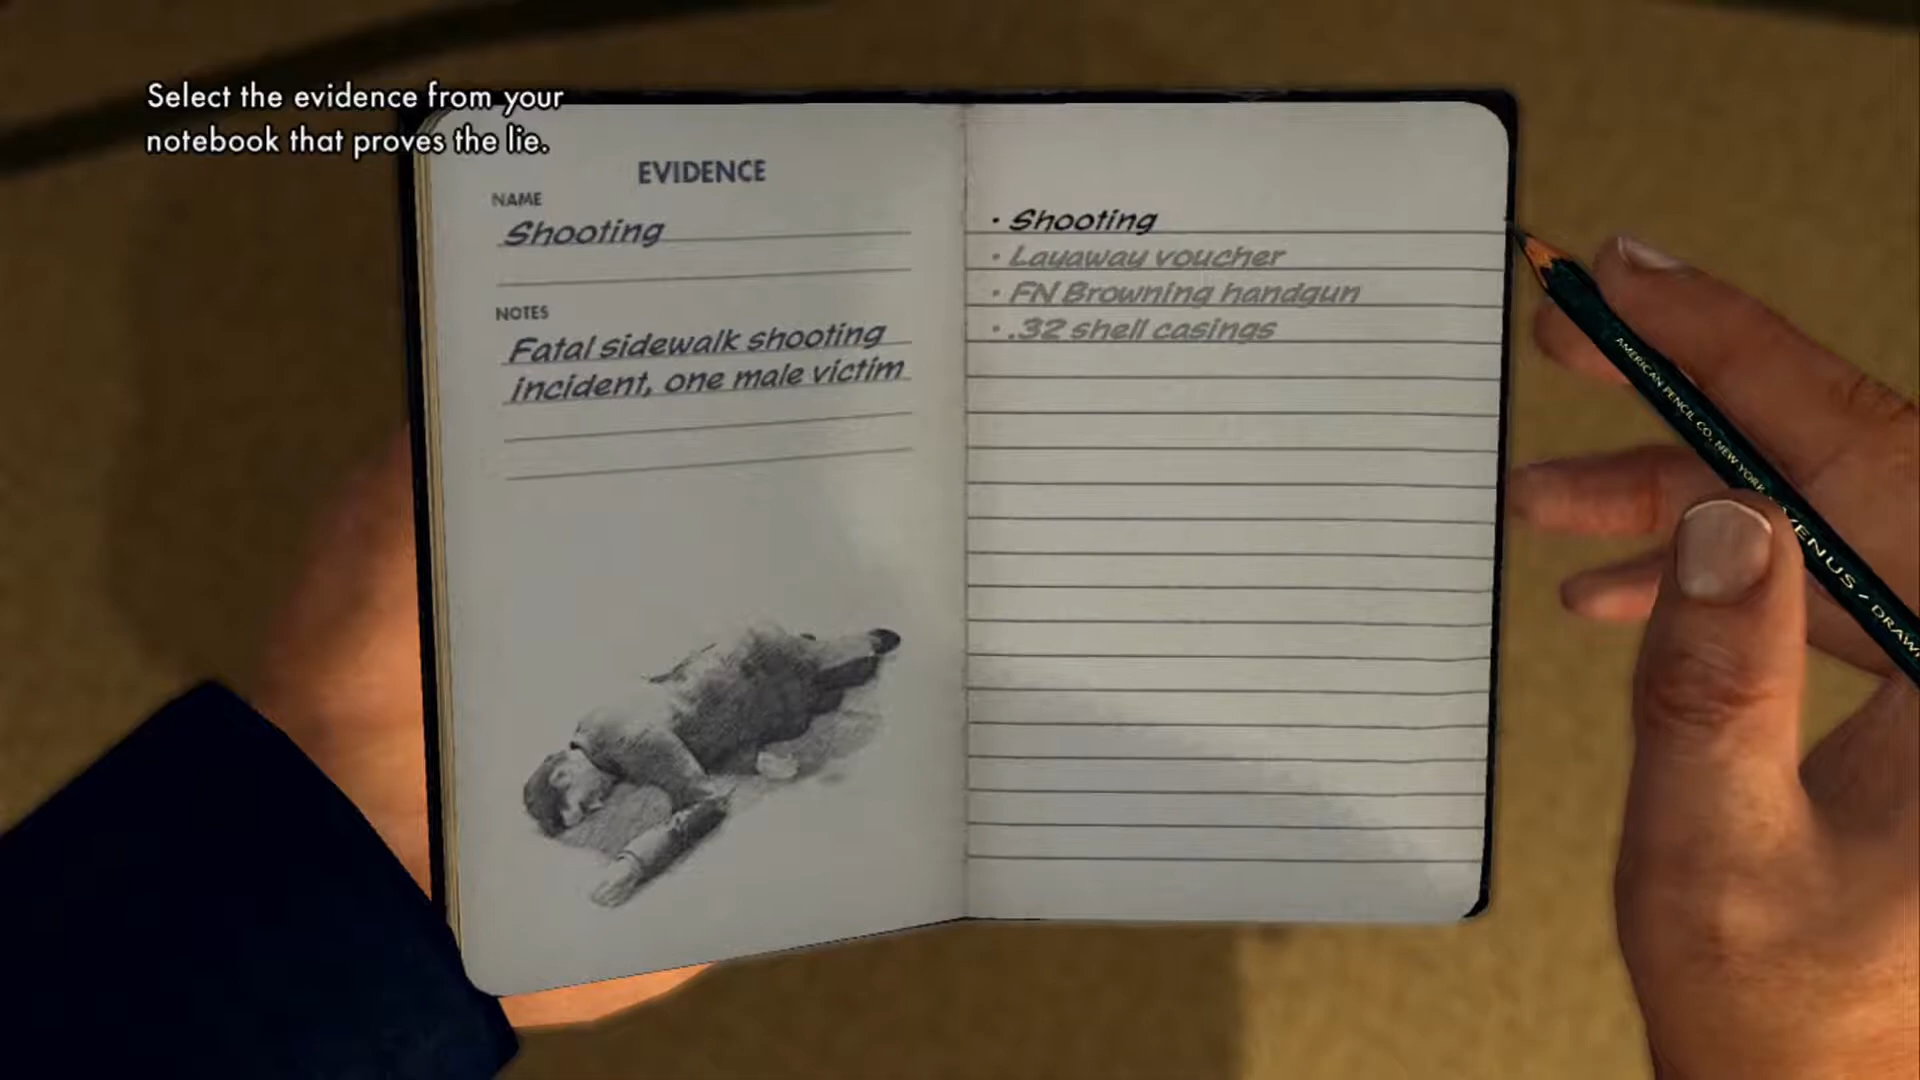 Select the evidence from your
notebook that proves the lie.
EVIDENCE
NAME
Shooting
NOTES
Fatal sidewalk shooting
incident, one male victim
• Shooting
• Layaway voucher
• FN Browning handgun
• .32 shell casings
AMERICAN PENCIL CO. NEW YORK
VENUS / DRAW